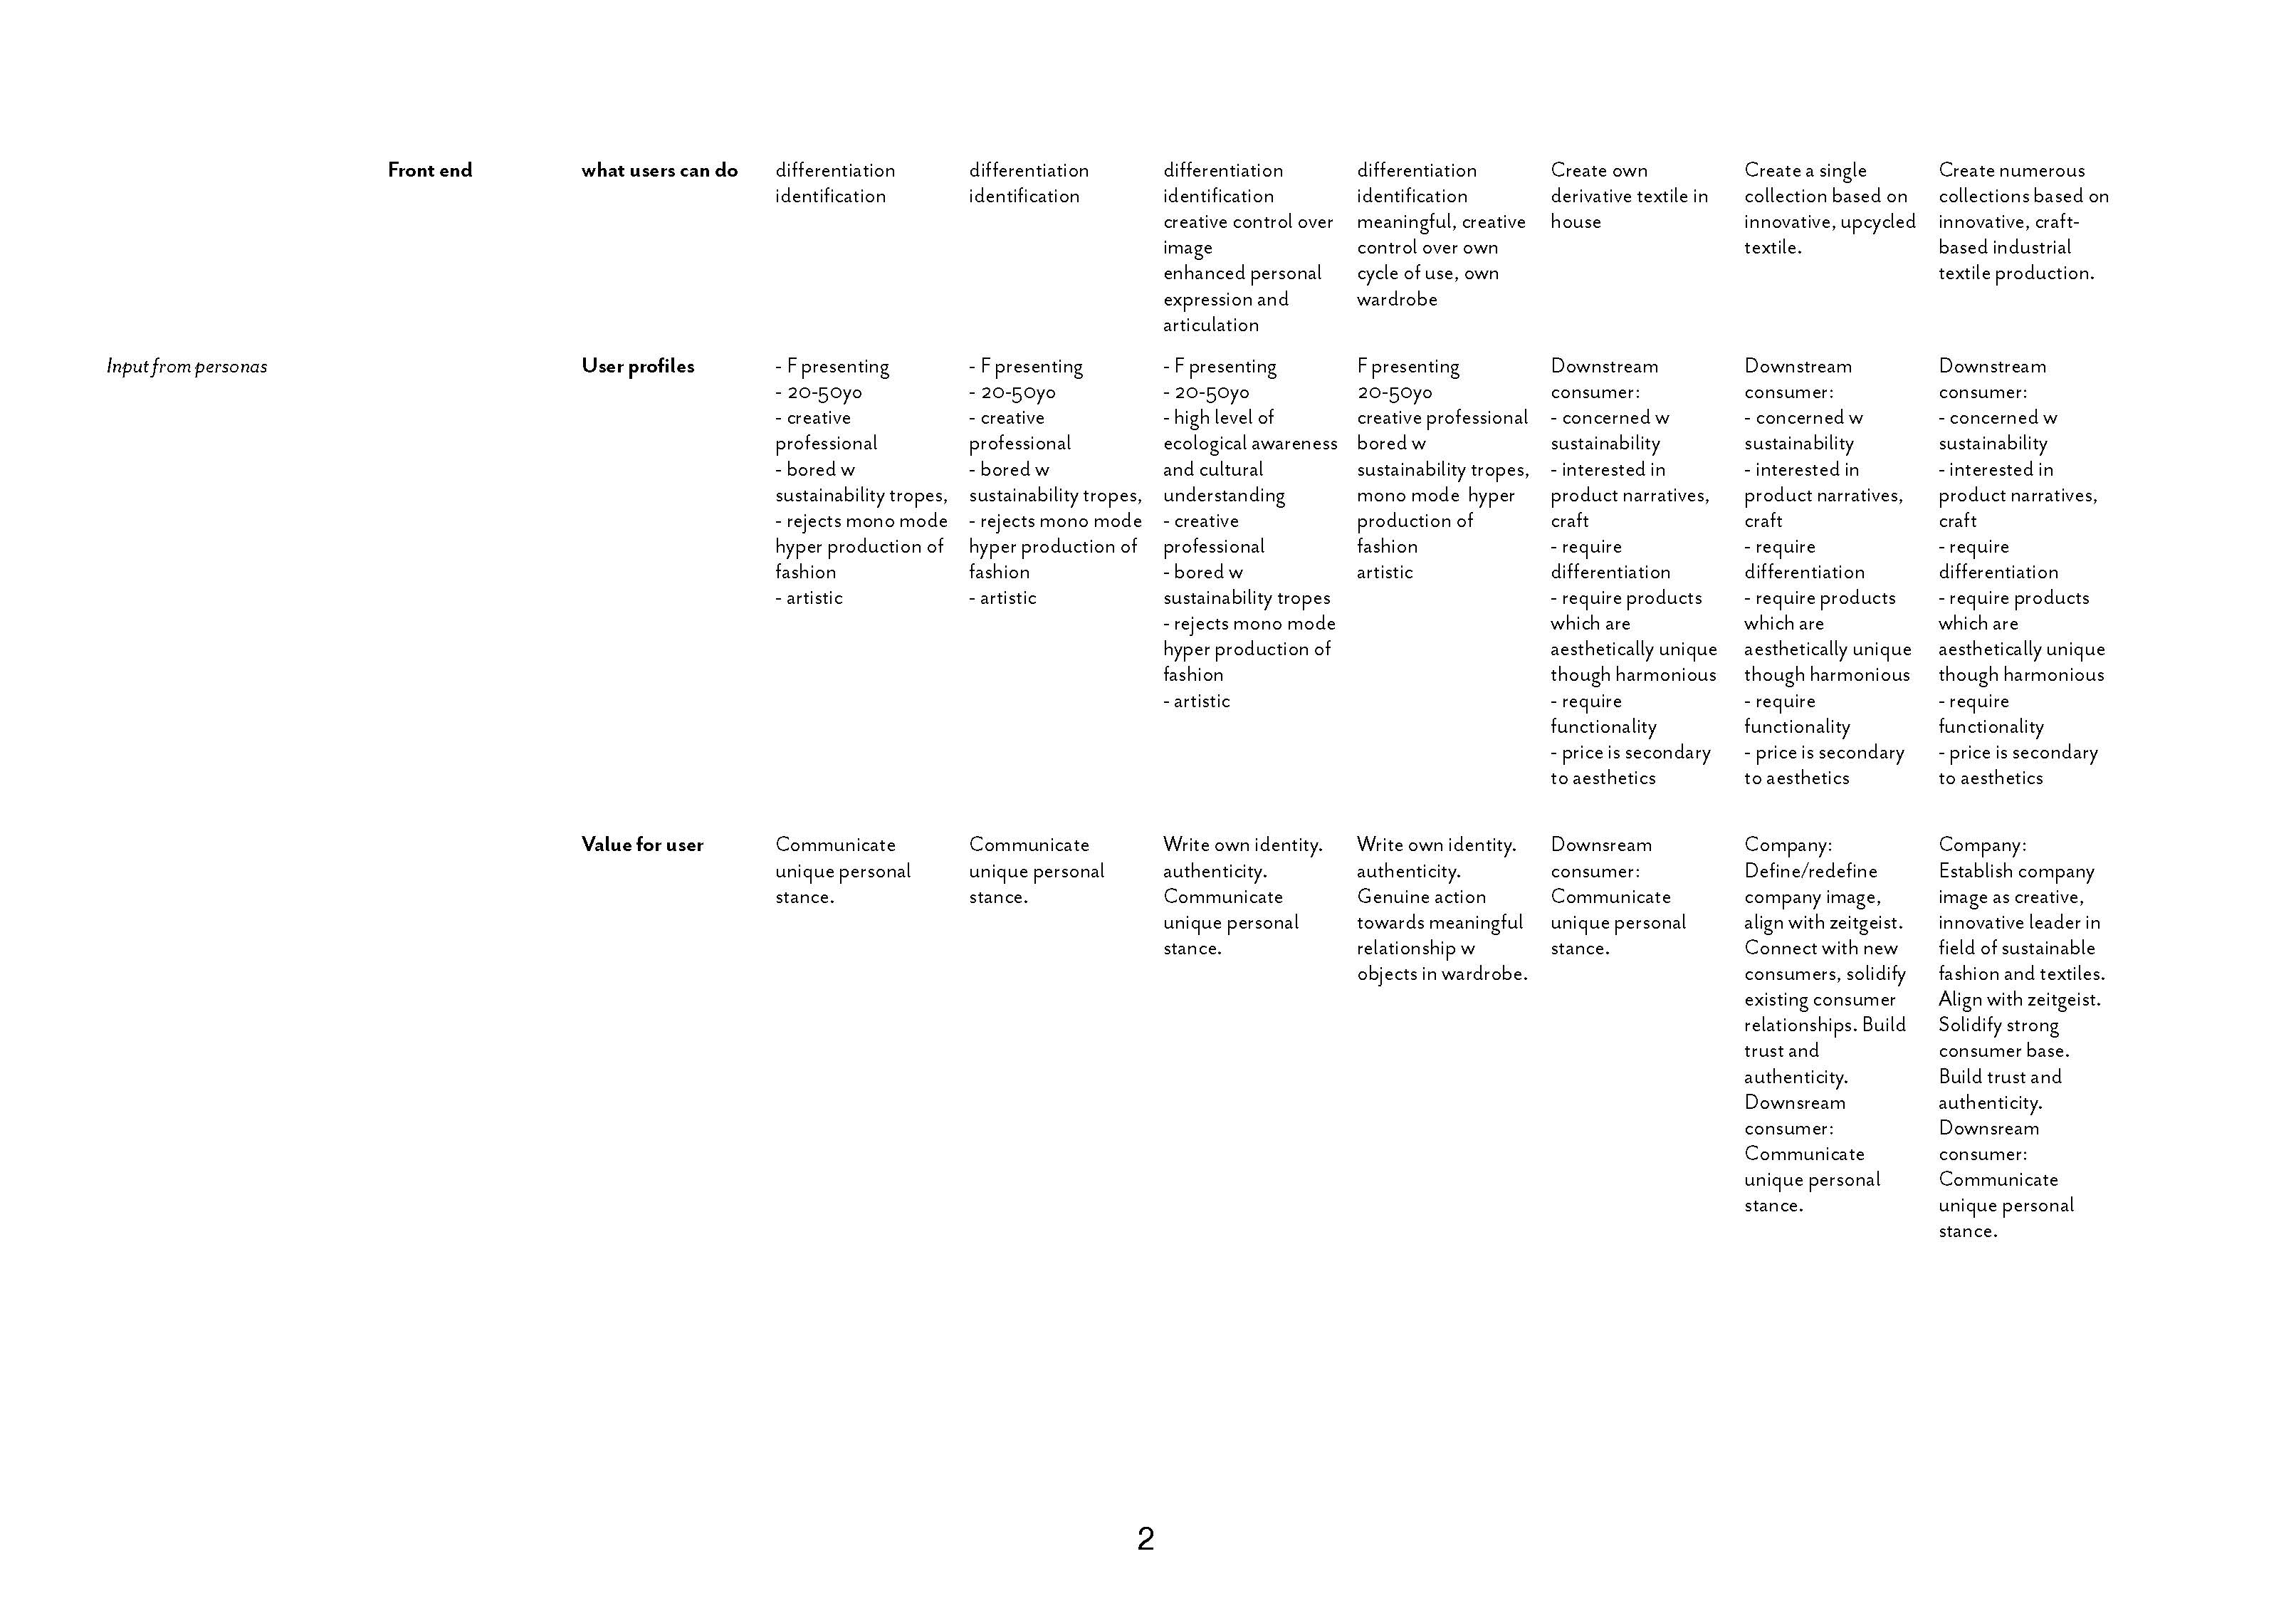 Front end
what users can do
differentiation
identification
differentiation
identification
differentiation
identification
creative control over
image
enhanced personal
expression and
articulation
differentiation
identification
meaningful, creative
control over own
cycle of use, own
wardrobe
Create own
derivative textile in
house
Create a single
collection based on
innovative, upcycled
textile.
Create numerous
collections based on
innovative, craft-
based industrial
textile production.
Input from personas
User profiles
- F presenting
- 20-50yo
- creative
professional
- bored w
sustainability tropes,
- rejects mono mode
hyper production of
fashion
- artistic
- F presenting
- 20-50yo
- creative
professional
- bored w
sustainability tropes,
- rejects mono mode
hyper production of
fashion
- artistic
- F presenting
- 20-50yo
- high level of
ecological awareness
and cultural
understanding
- creative
professional
- bored w
sustainability tropes
- rejects mono mode
hyper production of
fashion
- artistic
F presenting
20-50yo
creative professional
bored w
sustainability tropes,
mono mode hyper
production of
fashion
artistic
Downstream
consumer:
- concerned w
sustainability
- interested in
product narratives,
craft
- require
differentiation
- require products
which are
aesthetically unique
though harmonious
- require
functionality
- price is secondary
to aesthetics
Downstream
consumer:
- concerned w
sustainability
- interested in
product narratives,
craft
- require
differentiation
- require products
which are
aesthetically unique
though harmonious
- require
functionality
- price is secondary
to aesthetics
Downstream
consumer:
- concerned w
sustainability
- interested in
product narratives,
craft
- require
differentiation
- require products
which are
aesthetically unique
though harmonious
- require
functionality
- price is secondary
to aesthetics
Value for user
Communicate
unique personal
stance.
Communicate
unique personal
stance.
Write own identity.
authenticity.
Communicate
unique personal
stance.
Write own identity.
authenticity.
Genuine action
towards meaningful
relationship w
objects in wardrobe.
Downsream
consumer:
Communicate
unique personal
stance.
Company:
Define/redefine
company image,
align with zeitgeist.
Connect with new
consumers, solidify
existing consumer
relationships. Build
trust and
authenticity.
Downsream
consumer:
Communicate
unique personal
stance.
Company:
Establish company
image as creative,
innovative leader in
field of sustainable
fashion and textiles.
Align with zeitgeist.
Solidify strong
consumer base.
Build trust and
authenticity.
Downsream
consumer:
Communicate
unique personal
stance.
2